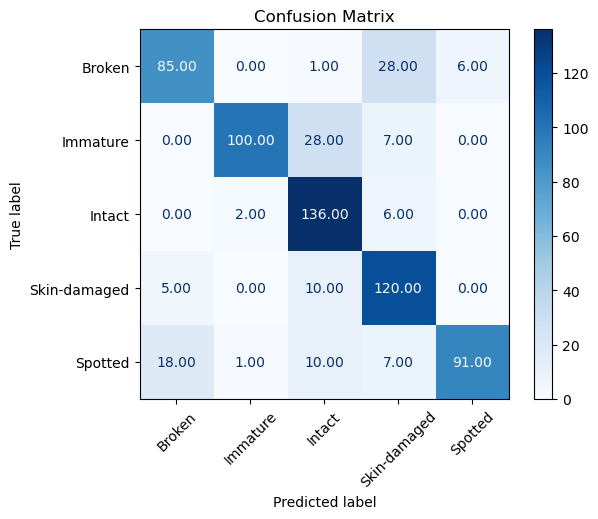 Confusion Matrix
True label
Broken 85.00 0.00 1.00 28.00 6.00
Immature 0.00 100.00 28.00 7.00 0.00
Intact 0.00 2.00 136.00 6.00 0.00
Skin-damaged 5.00 0.00 10.00 120.00 0.00
Spotted 18.00 1.00 10.00 7.00 91.00
Broken Immature Intact Skin-damaged Spotted
Predicted label
120
100
80
60
40
20
0